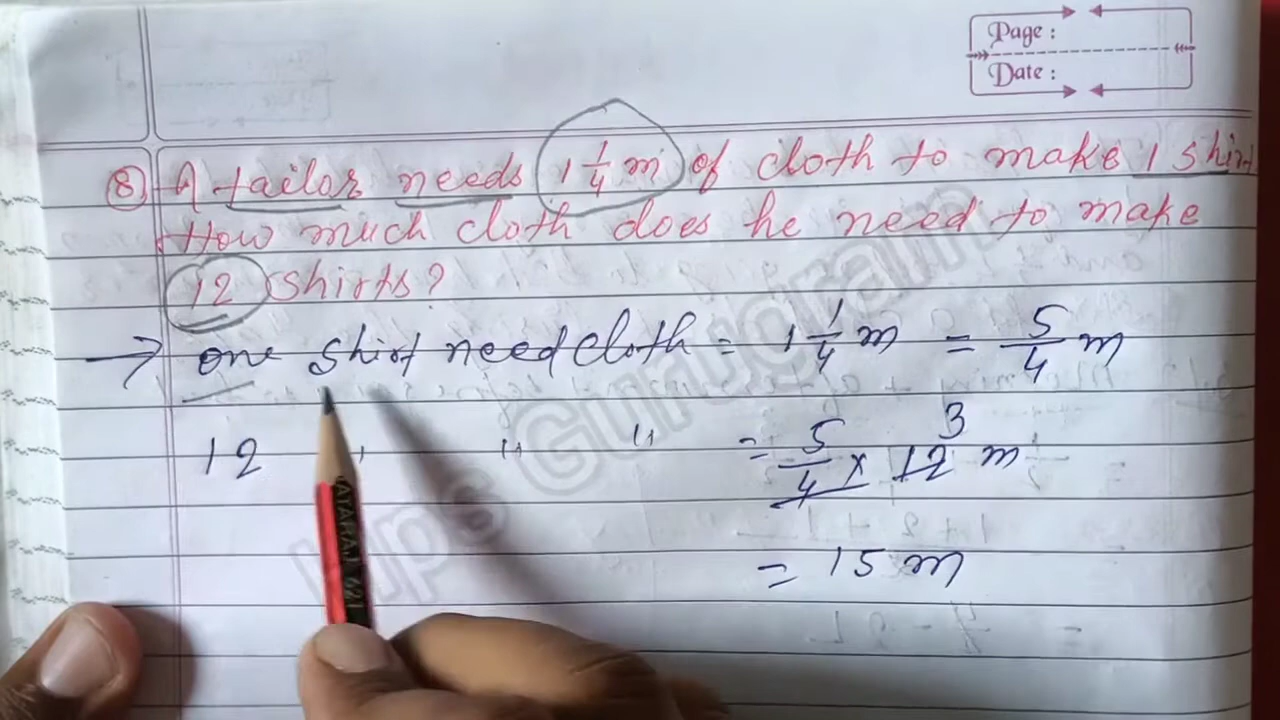 Page :
Date :
⑧ A tailor needs 1 1/4 m of cloth to make 1 shirt
How much cloth does he need to make
12 shirts?
→ one shirt need cloth = 1 1/4 m = 5/4 m
12 " " " = 5/4 × 12 3 m
= 15 m
Gurugram